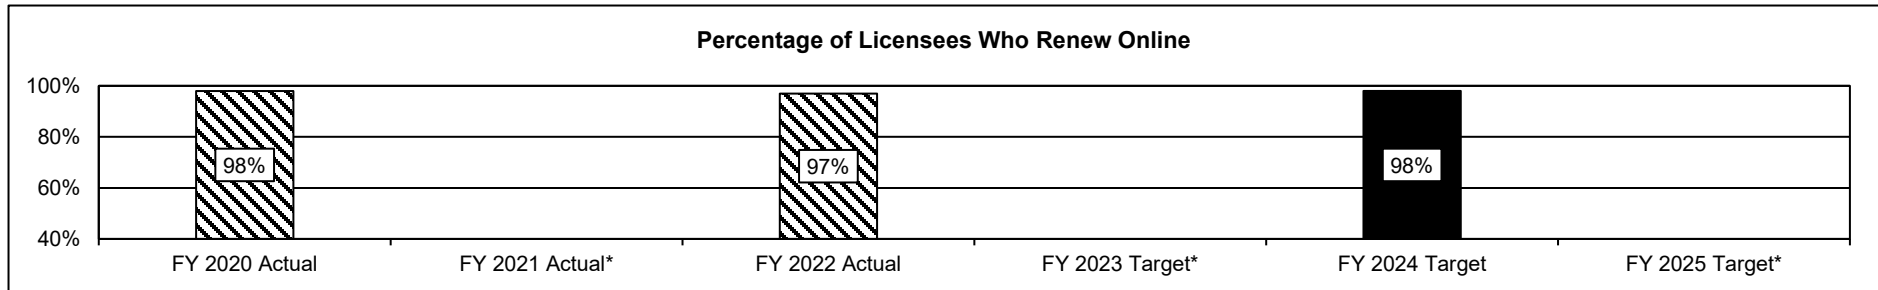 Percentage of Licensees Who Renew Online
100%
80%
60%
40%
98%
97%
98%
FY 2020 Actual
FY 2021 Actual*
FY 2022 Actual
FY 2023 Target*
FY 2024 Target
FY 2025 Target*